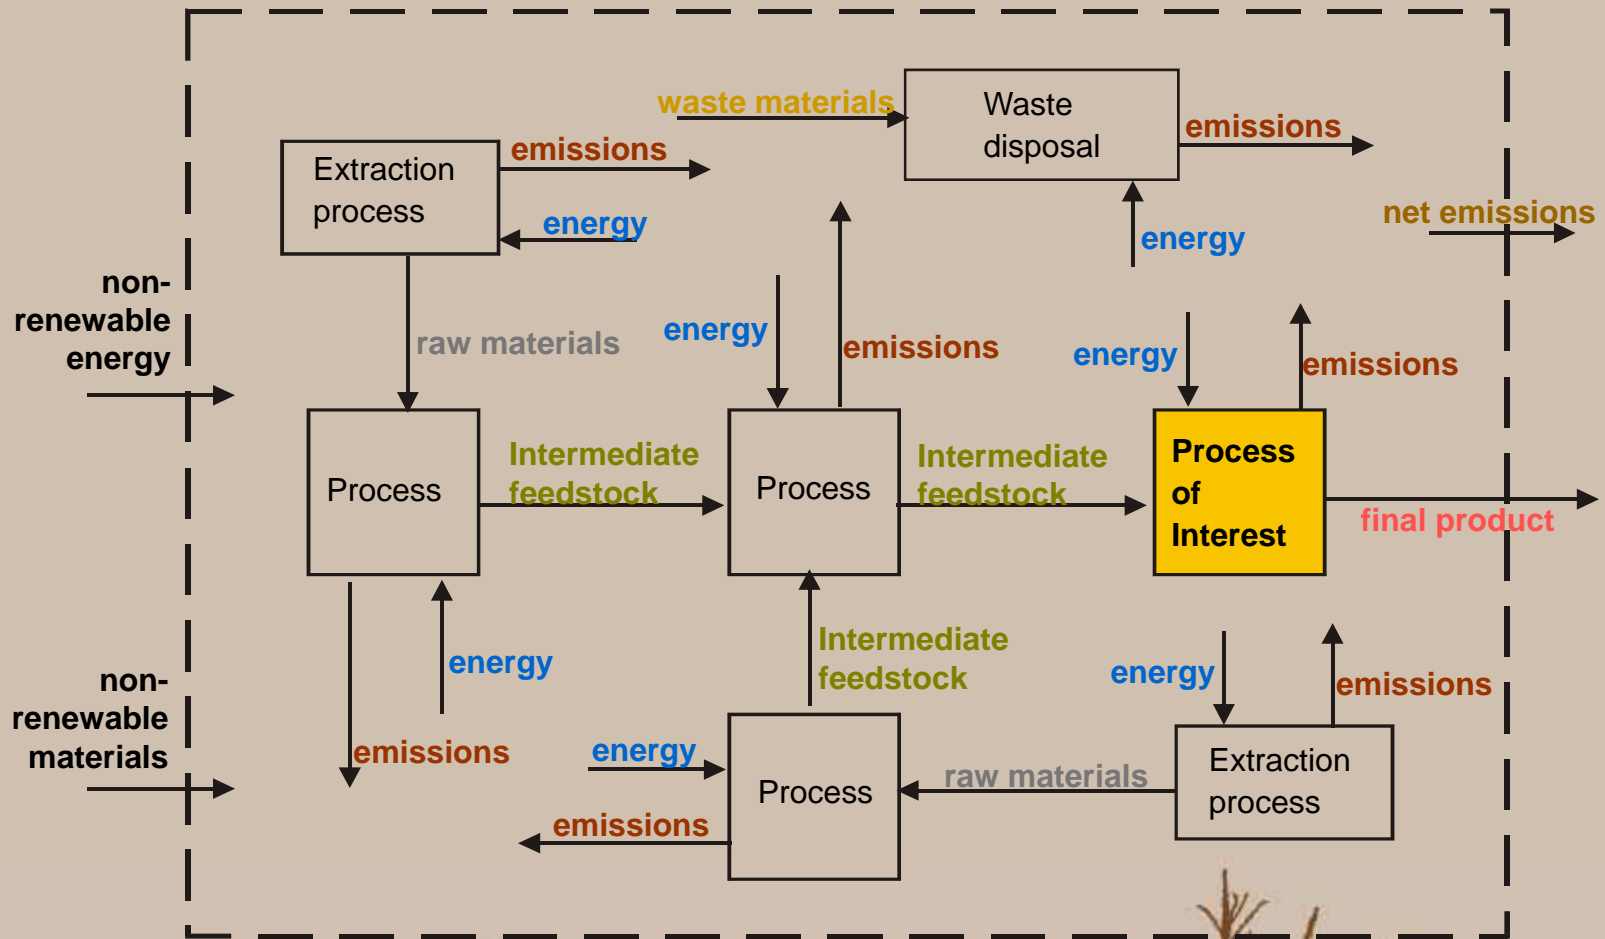 waste materials
Waste
disposal
emissions
Extraction
process
emissions
energy
net emissions
energy
non-
renewable
energy
raw materials
energy
emissions
energy
emissions
Process
Intermediate
feedstock
Process
Intermediate
feedstock
Process
of
Interest
final product
energy
emissions
Intermediate
feedstock
energy
emissions
non-
renewable
materials
energy
Process
emissions
raw materials
Extraction
process